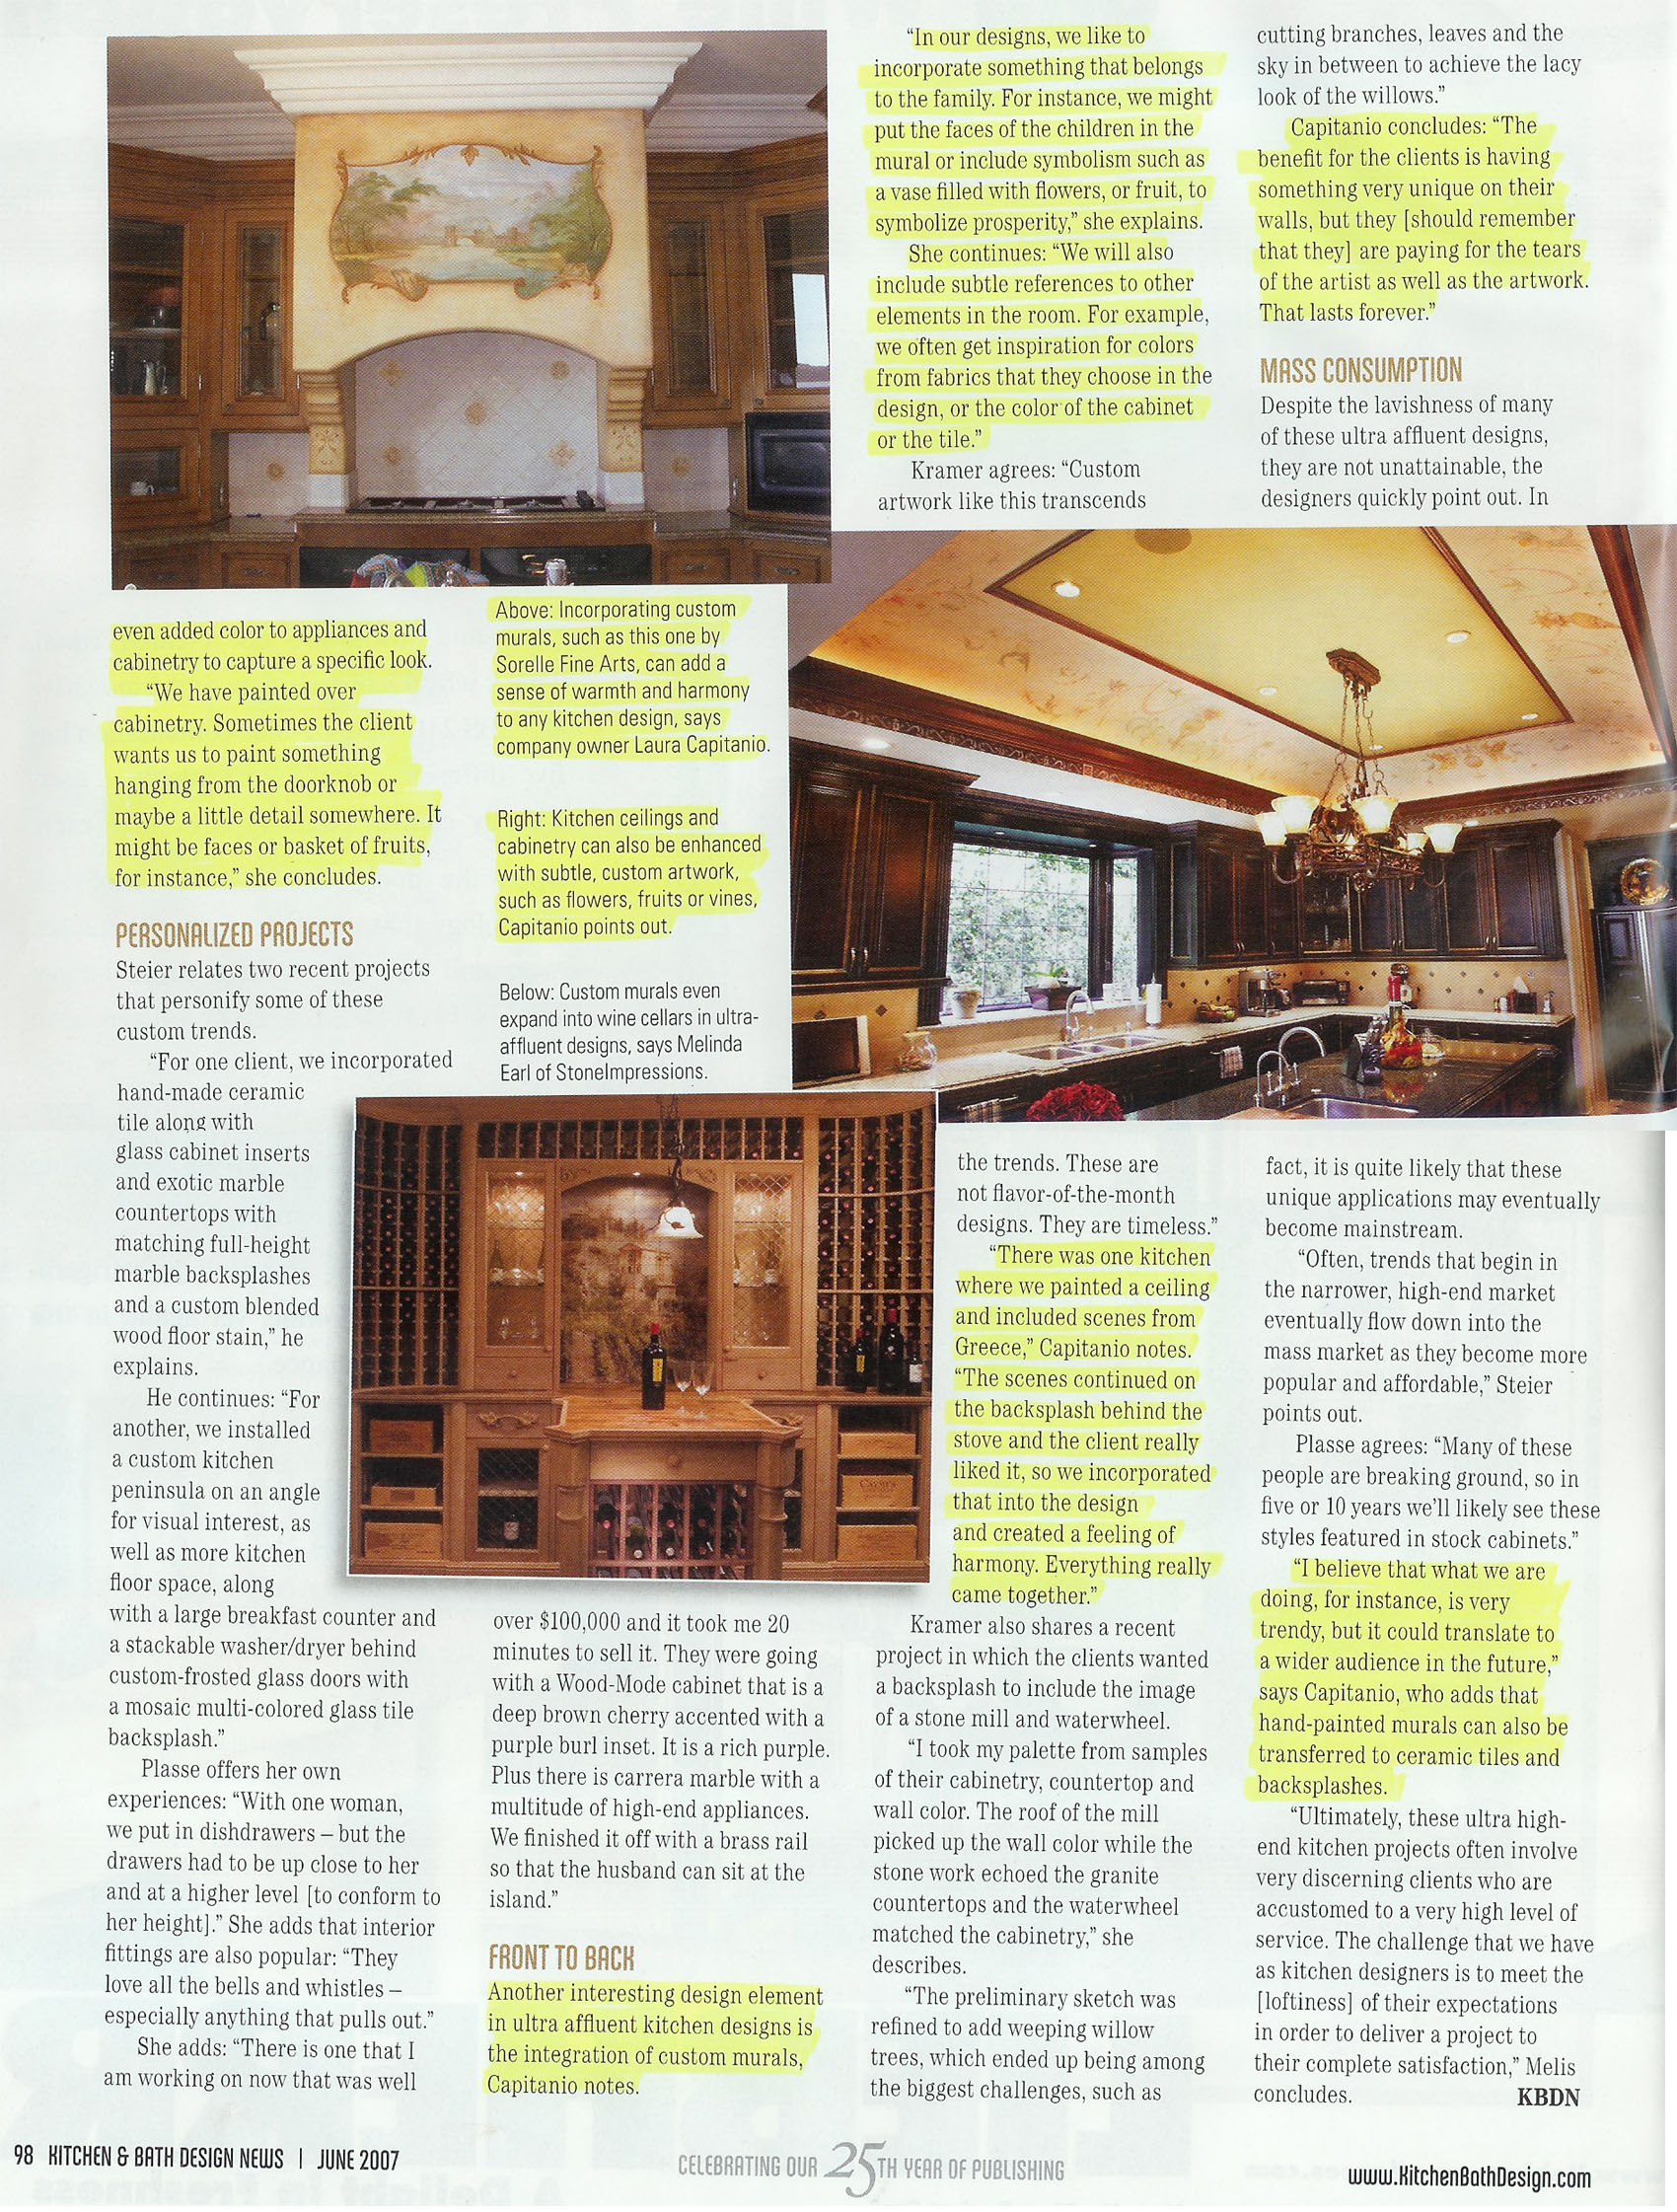 even added color to appliances and
cabinetry to capture a specific look.
“We have painted over
cabinetry. Sometimes the client
wants us to paint something
hanging from the doorknob or
maybe a little detail somewhere. It
might be faces or basket of fruits,
for instance,” she concludes.
PERSONALIZED PROJECTS
Steier relates two recent projects
that personify some of these
custom trends.
“For one client, we incorporated
hand-made ceramic
tile along with
glass cabinet inserts
and exotic marble
countertops with
matching full-height
marble backsplashes
and a custom blended
wood floor stain,” he
explains.
He continues: “For
another, we installed
a custom kitchen
peninsula on an angle
for visual interest, as
well as more kitchen
floor space, along
with a large breakfast counter and
a stackable washer/dryer behind
custom-frosted glass doors with
a mosaic multi-colored glass tile
backsplash.”
Plasse offers her own
experiences: “With one woman,
we put in dishdrawers – but the
drawers had to be up close to her
and at a higher level [to conform to
her height].” She adds that interior
fittings are also popular: “They
love all the bells and whistles –
especially anything that pulls out.”
She adds: “There is one that I
am working on now that was well
Above: Incorporating custom
murals, such as this one by
Sorelle Fine Arts, can add a
sense of warmth and harmony
to any kitchen design, says
company owner Laura Capitanio.
Right: Kitchen ceilings and
cabinetry can also be enhanced
with subtle, custom artwork,
such as flowers, fruits or vines,
Capitanio points out.
Below: Custom murals even
expand into wine cellars in ultra-
affluent designs, says Melinda
Earl of StoneImpressions.
over $100,000 and it took me 20
minutes to sell it. They were going
with a Wood-Mode cabinet that is a
deep brown cherry accented with a
purple burl inset. It is a rich purple.
Plus there is carrera marble with a
multitude of high-end appliances.
We finished it off with a brass rail
so that the husband can sit at the
island.”
FRONT TO BACK
Another interesting design element
in ultra affluent kitchen designs is
the integration of custom murals,
Capitanio notes.
“In our designs, we like to
incorporate something that belongs
to the family. For instance, we might
put the faces of the children in the
mural or include symbolism such as
a vase filled with flowers, or fruit, to
symbolize prosperity,” she explains.
She continues: “We will also
include subtle references to other
elements in the room. For example,
we often get inspiration for colors
from fabrics that they choose in the
design, or the color of the cabinet
or the tile.”
Kramer agrees: “Custom
artwork like this transcends
the trends. These are
not flavor-of-the-month
designs. They are timeless.”
“There was one kitchen
where we painted a ceiling
and included scenes from
Greece,” Capitanio notes.
“The scenes continued on
the backsplash behind the
stove and the client really
liked it, so we incorporated
that into the design
and created a feeling of
harmony. Everything really
came together.”
Kramer also shares a recent
project in which the clients wanted
a backsplash to include the image
of a stone mill and waterwheel.
“I took my palette from samples
of their cabinetry, countertop and
wall color. The roof of the mill
picked up the wall color while the
stone work echoed the granite
countertops and the waterwheel
matched the cabinetry,” she
describes.
“The preliminary sketch was
refined to add weeping willow
trees, which ended up being among
the biggest challenges, such as
cutting branches, leaves and the
sky in between to achieve the lacy
look of the willows.”
Capitanio concludes: “The
benefit for the clients is having
something very unique on their
walls, but they [should remember
that they] are paying for the tears
of the artist as well as the artwork.
That lasts forever.”
MASS CONSUMPTION
Despite the lavishness of many
of these ultra affluent designs,
they are not unattainable, the
designers quickly point out. In
fact, it is quite likely that these
unique applications may eventually
become mainstream.
“Often, trends that begin in
the narrower, high-end market
eventually flow down into the
mass market as they become more
popular and affordable,” Steier
points out.
Plasse agrees: “Many of these
people are breaking ground, so in
five or 10 years we’ll likely see these
styles featured in stock cabinets.”
“I believe that what we are
doing, for instance, is very
trendy, but it could translate to
a wider audience in the future,”
says Capitanio, who adds that
hand-painted murals can also be
transferred to ceramic tiles and
backsplashes.
“Ultimately, these ultra high-
end kitchen projects often involve
very discerning clients who are
accustomed to a very high level of
service. The challenge that we have
as kitchen designers is to meet the
[loftiness] of their expectations
in order to deliver a project to
their complete satisfaction,” Melis
concludes. KBDN
98 KITCHEN & BATH DESIGN NEWS | JUNE 2007
CELEBRATING OUR 25TH YEAR OF PUBLISHING
www.KitchenBathDesign.com